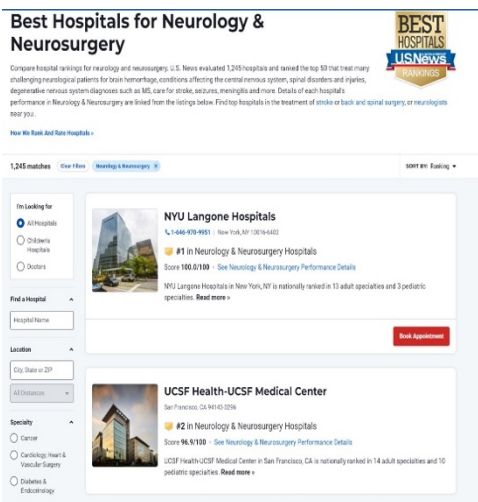 Best Hospitals for Neurology &
Neurosurgery
BEST
HOSPITALS
U.S.News
RANKINGS
Compare hospital rankings for neurology and neurosurgery. U.S. News evaluated 1,245 hospitals and ranked the top 50 that treat many
challenging neurological patients for brain hemorrhage, conditions affecting the central nervous system, spinal disorders and injuries,
degenerative nervous system diagnoses such as MS, care for stroke, seizures, meningitis and more. Details of each hospital's
performance in Neurology & Neurosurgery are linked from the listings below. Find top hospitals in the treatment of stroke or back and spinal surgery, or neurologists
near you.
How We Rank And Rate Hospitals »
1,245 matches Clear Filters Neurology & Neurosurgery X SORT BY: Ranking
I'm Looking for
All Hospitals
Children's
Hospitals
Doctors
Find a Hospital
Hospital Name
Location
City, State or ZIP
All Distances
Specialty
Cancer
Cardiology, Heart &
Vascular Surgery
Diabetes &
Endocrinology
NYU Langone Hospitals
1-646-970-9951 | New York, NY 10016-6402
#1 in Neurology & Neurosurgery Hospitals
Score 100.0/100 - See Neurology & Neurosurgery Performance Details
NYU Langone Hospitals in New York, NY is nationally ranked in 13 adult specialties and 3 pediatric
specialties. Read more »
Book Appointment
UCSF Health-UCSF Medical Center
San Francisco, CA 94143-0296
#2 in Neurology & Neurosurgery Hospitals
Score 96.9/100 - See Neurology & Neurosurgery Performance Details
UCSF Health-UCSF Medical Center in San Francisco, CA is nationally ranked in 14 adult specialties and 10
pediatric specialties. Read more »